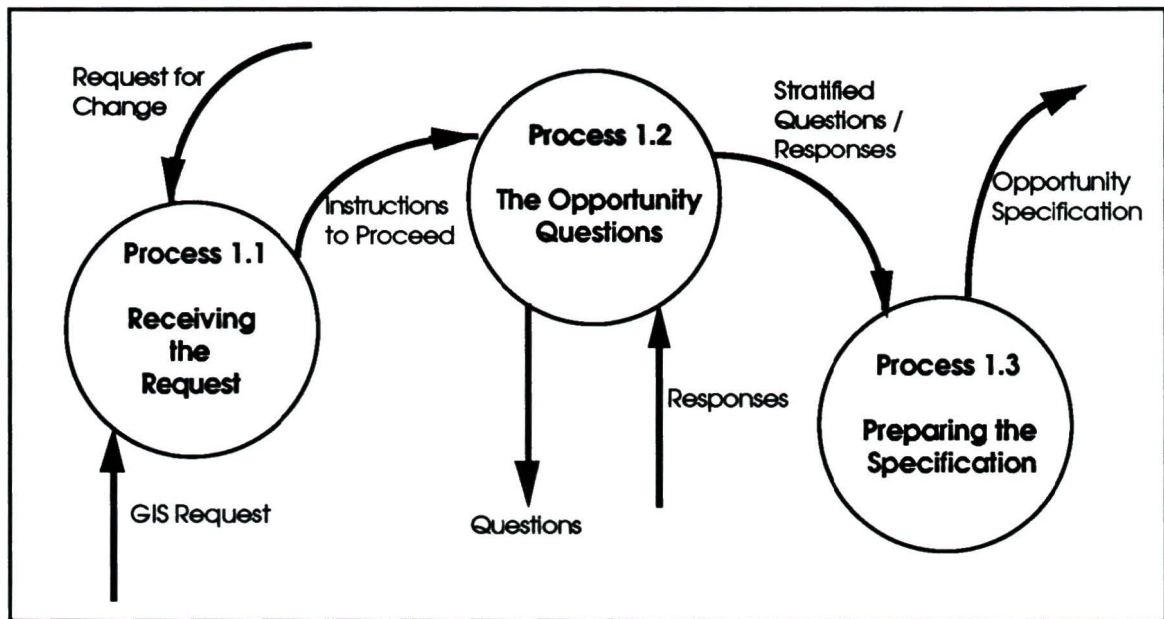 Request for
Change
Process 1.1
Receiving
the
Request
GIS Request
Instructions
to Proceed
Process 1.2
The Opportunity
Questions
Questions
Responses
Stratified
Questions /
Responses
Process 1.3
Preparing the
Specification
Opportunity
Specification